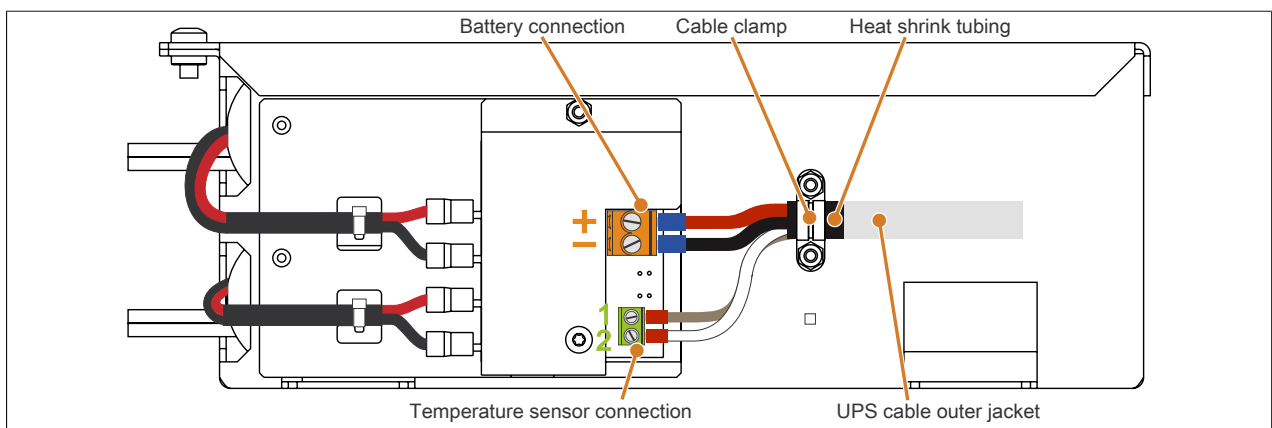 Battery connection
Cable clamp
Heat shrink tubing
+
−
1
2
Temperature sensor connection
UPS cable outer jacket